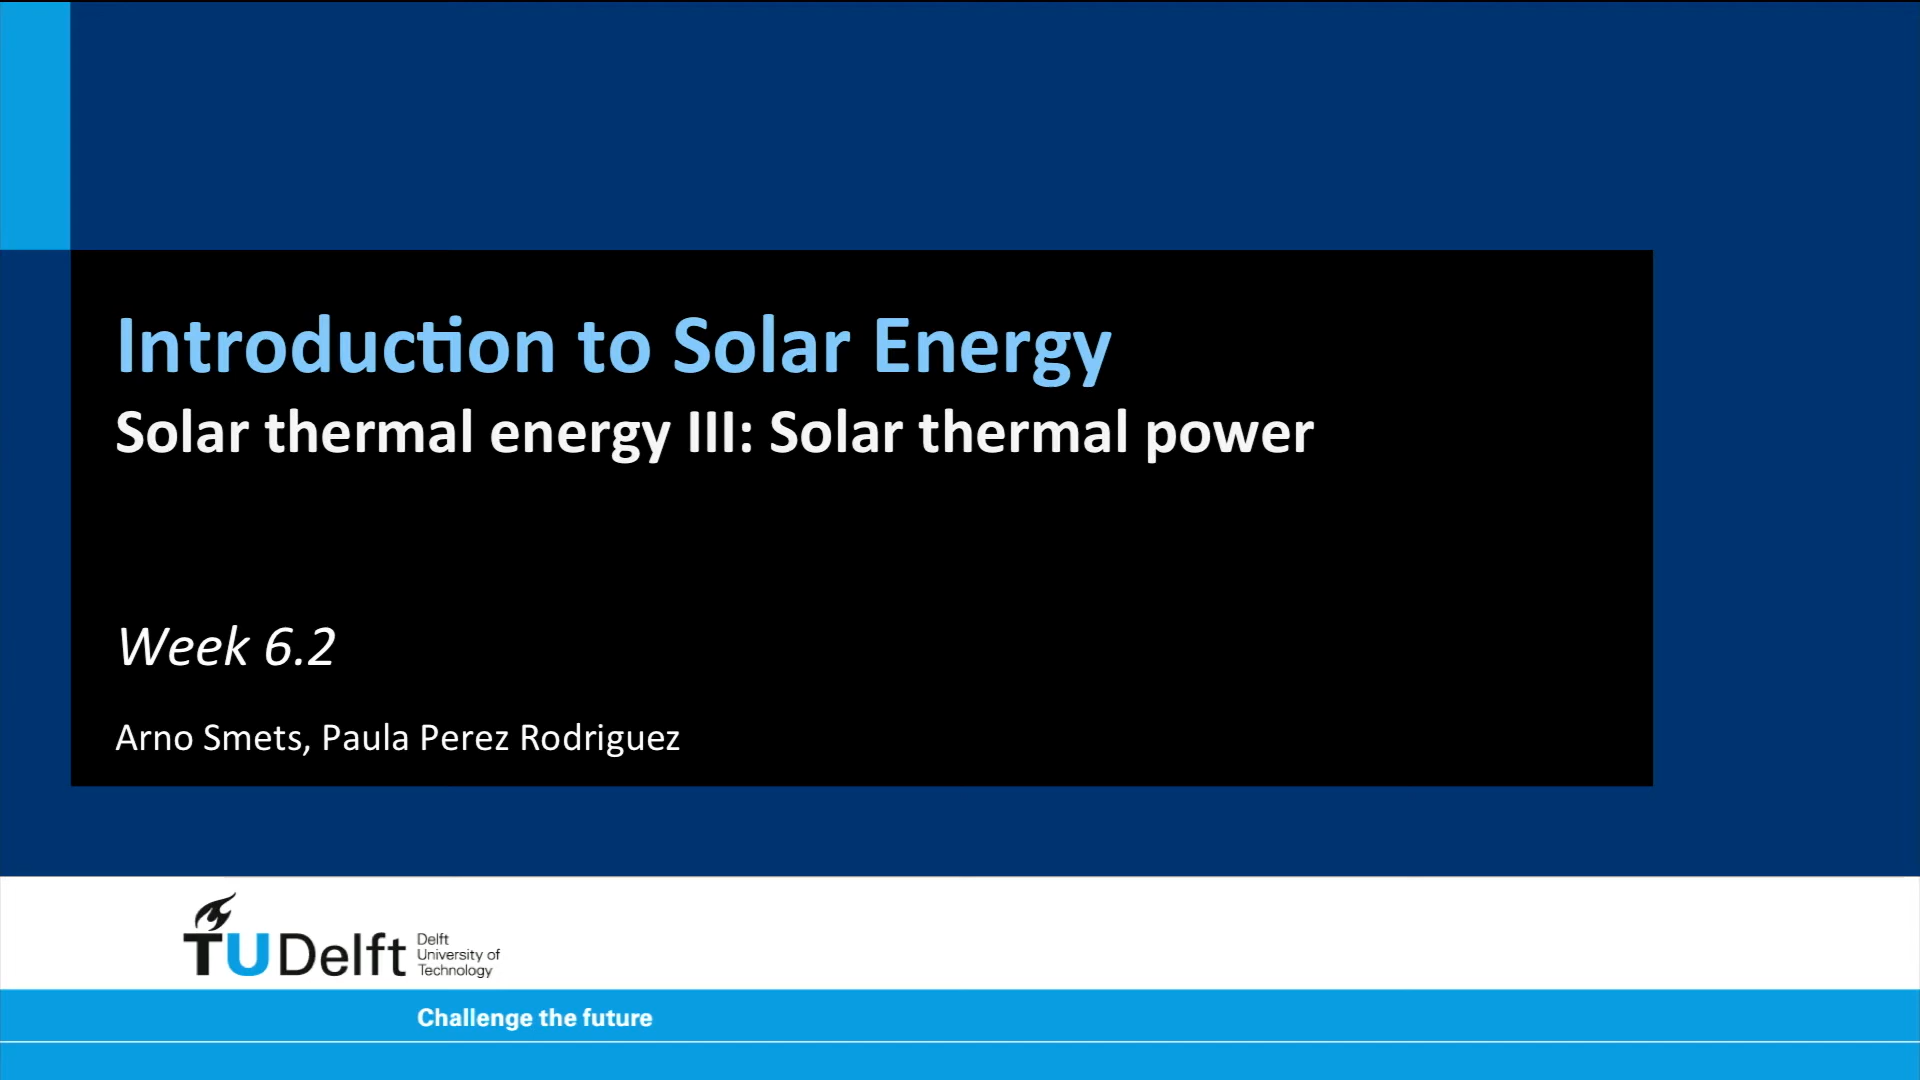 Introduction to Solar Energy
Solar thermal energy III: Solar thermal power
Week 6.2
Arno Smets, Paula Perez Rodriguez
TUDelft
Delft
University of
Technology
Challenge the future